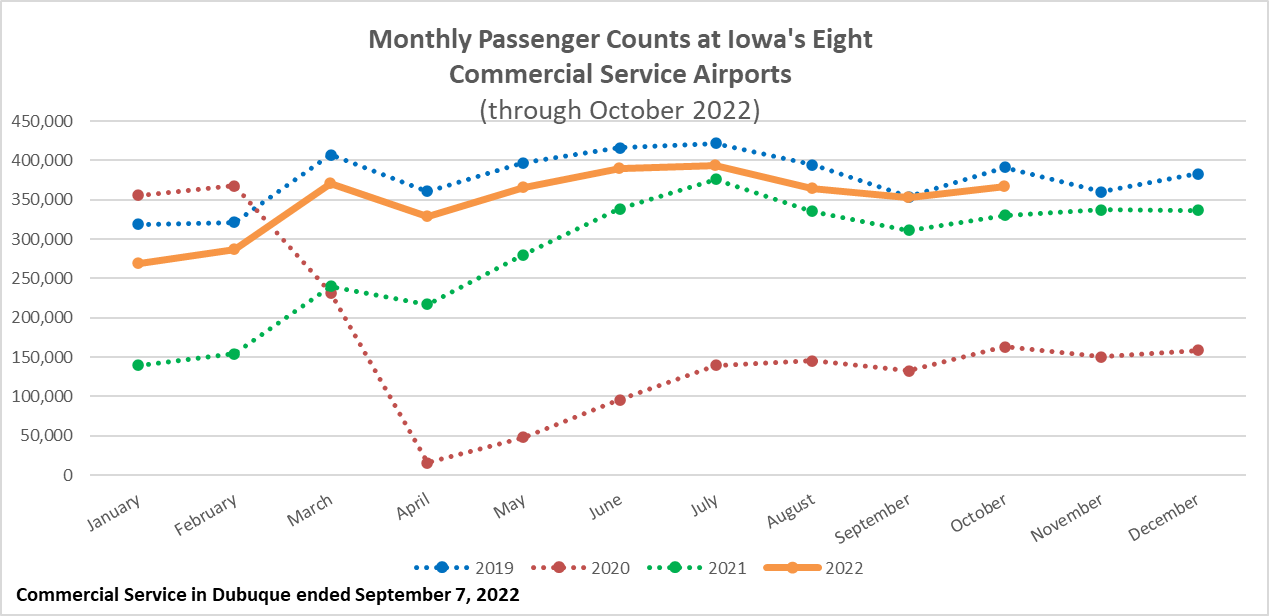 Monthly Passenger Counts at Iowa's Eight
Commercial Service Airports
(through October 2022)
450,000
400,000
350,000
300,000
250,000
200,000
150,000
100,000
50,000
0
January
February
March
April
May
June
July
August
September
October
November
December
2019
2020
2021
2022
Commercial Service in Dubuque ended September 7, 2022